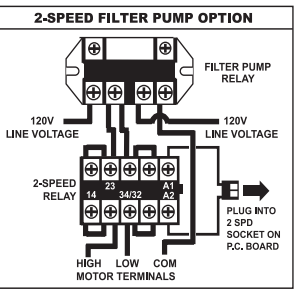 2-SPEED FILTER PUMP OPTION
FILTER PUMP
RELAY
120V
LINE VOLTAGE
120V
LINE VOLTAGE
2-SPEED
RELAY
23
14
34/32
A1
A2
PLUG INTO
2 SPD
SOCKET ON
P.C. BOARD
HIGH LOW COM
MOTOR TERMINALS